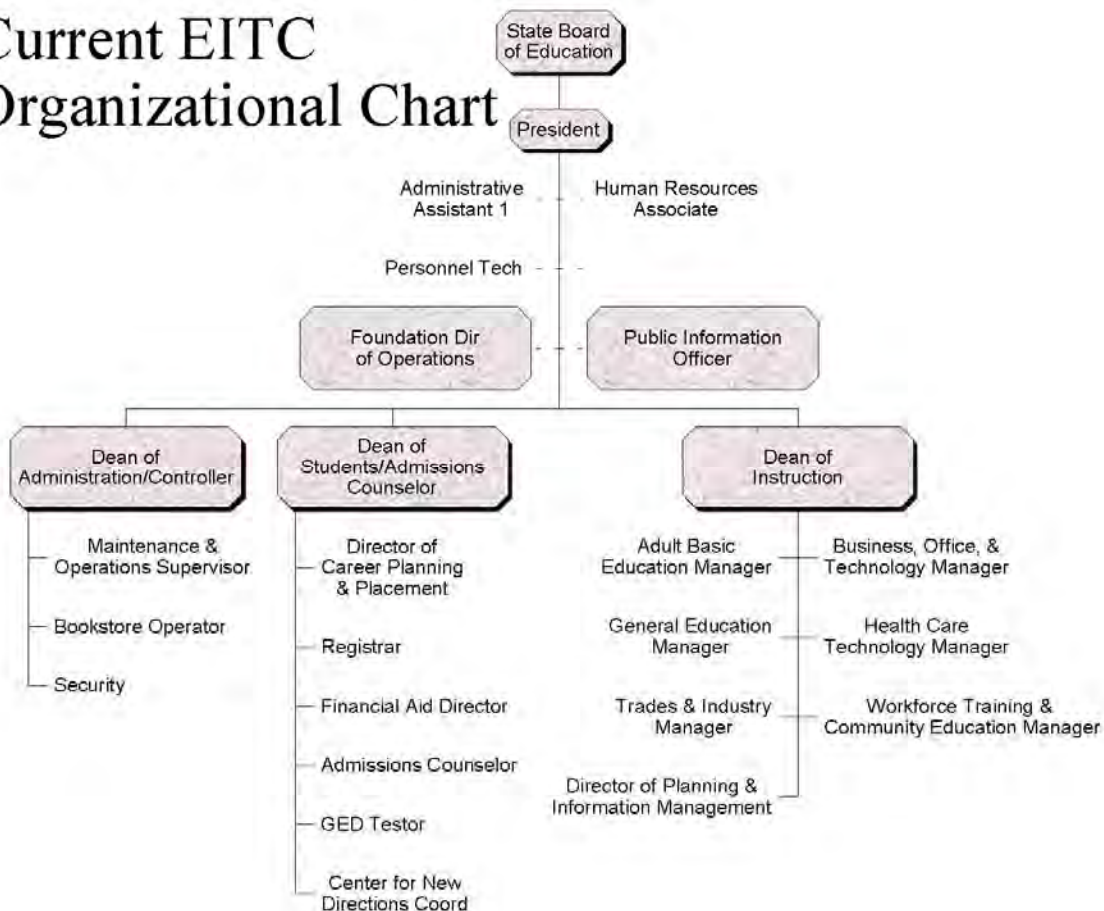 Current EITC
Organizational Chart
State Board
of Education
President
Administrative
Assistant 1
Human Resources
Associate
Personnel Tech
Foundation Dir
of Operations
Public Information
Officer
Dean of
Administration/Controller
Dean of
Students/Admissions
Counselor
Dean of
Instruction
Maintenance &
Operations Supervisor
Bookstore Operator
Security
Director of
Career Planning
& Placement
Registrar
Financial Aid Director
Admissions Counselor
GED Testor
Center for New
Directions Coord
Adult Basic
Education Manager
Business, Office, &
Technology Manager
General Education
Manager
Health Care
Technology Manager
Trades & Industry
Manager
Workforce Training &
Community Education Manager
Director of Planning &
Information Management